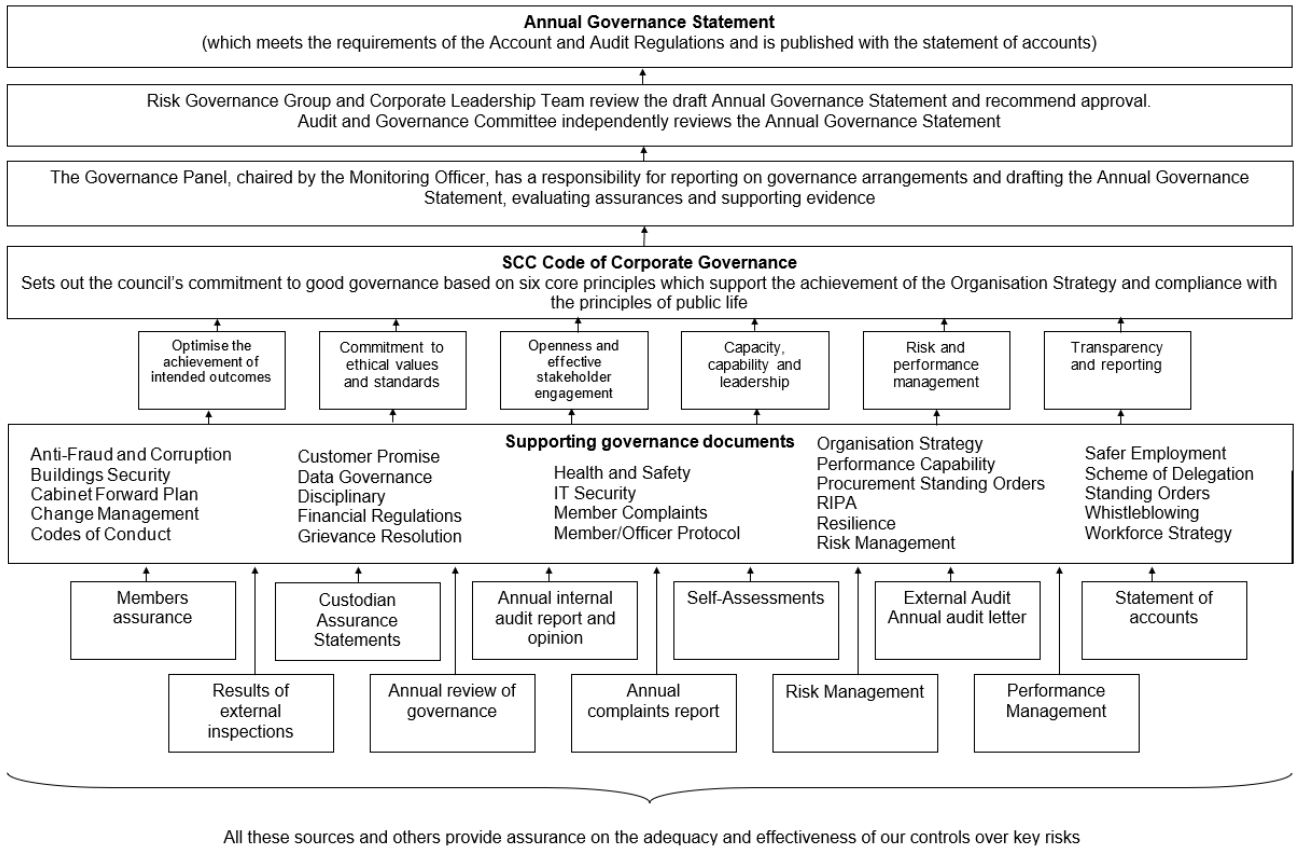 Annual Governance Statement
(which meets the requirements of the Account and Audit Regulations and is published with the statement of accounts)
Risk Governance Group and Corporate Leadership Team review the draft Annual Governance Statement and recommend approval.
Audit and Governance Committee independently reviews the Annual Governance Statement
The Governance Panel, chaired by the Monitoring Officer, has a responsibility for reporting on governance arrangements and drafting the Annual Governance
Statement, evaluating assurances and supporting evidence
SCC Code of Corporate Governance
Sets out the council's commitment to good governance based on six core principles which support the achievement of the Organisation Strategy and compliance with
the principles of public life
Optimise the
achievement of
intended outcomes
Commitment to
ethical values
and standards
Openness and
effective
stakeholder
engagement
Capacity,
capability and
leadership
Risk and
performance
management
Transparency
and reporting
Supporting governance documents
Anti-Fraud and Corruption
Buildings Security
Cabinet Forward Plan
Change Management
Codes of Conduct
Customer Promise
Data Governance
Disciplinary
Financial Regulations
Grievance Resolution
Health and Safety
IT Security
Member Complaints
Member/Officer Protocol
Organisation Strategy
Performance Capability
Procurement Standing Orders
RIPA
Resilience
Risk Management
Safer Employment
Scheme of Delegation
Standing Orders
Whistleblowing
Workforce Strategy
Members
assurance
Custodian
Assurance
Statements
Annual internal
audit report and
opinion
Self-Assessments
External Audit
Annual audit letter
Statement of
accounts
Results of
external
inspections
Annual review of
governance
Annual
complaints report
Risk Management
Performance
Management
All these sources and others provide assurance on the adequacy and effectiveness of our controls over key risks